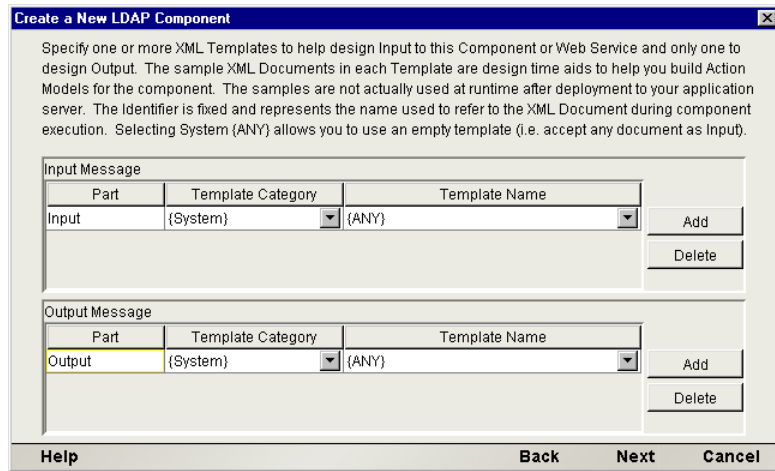 Create a New LDAP Component
Specify one or more XML Templates to help design Input to this Component or Web Service and only one to
design Output. The sample XML Documents in each Template are design time aids to help you build Action
Models for the component. The samples are not actually used at runtime after deployment to your application
server. The Identifier is fixed and represents the name used to refer to the XML Document during component
execution. Selecting System {ANY} allows you to use an empty template (i.e. accept any document as Input).
Input Message
Part Template Category Template Name
Input {System} {ANY}
Add
Delete
Output Message
Part Template Category Template Name
Output {System} {ANY}
Add
Delete
Help Back Next Cancel